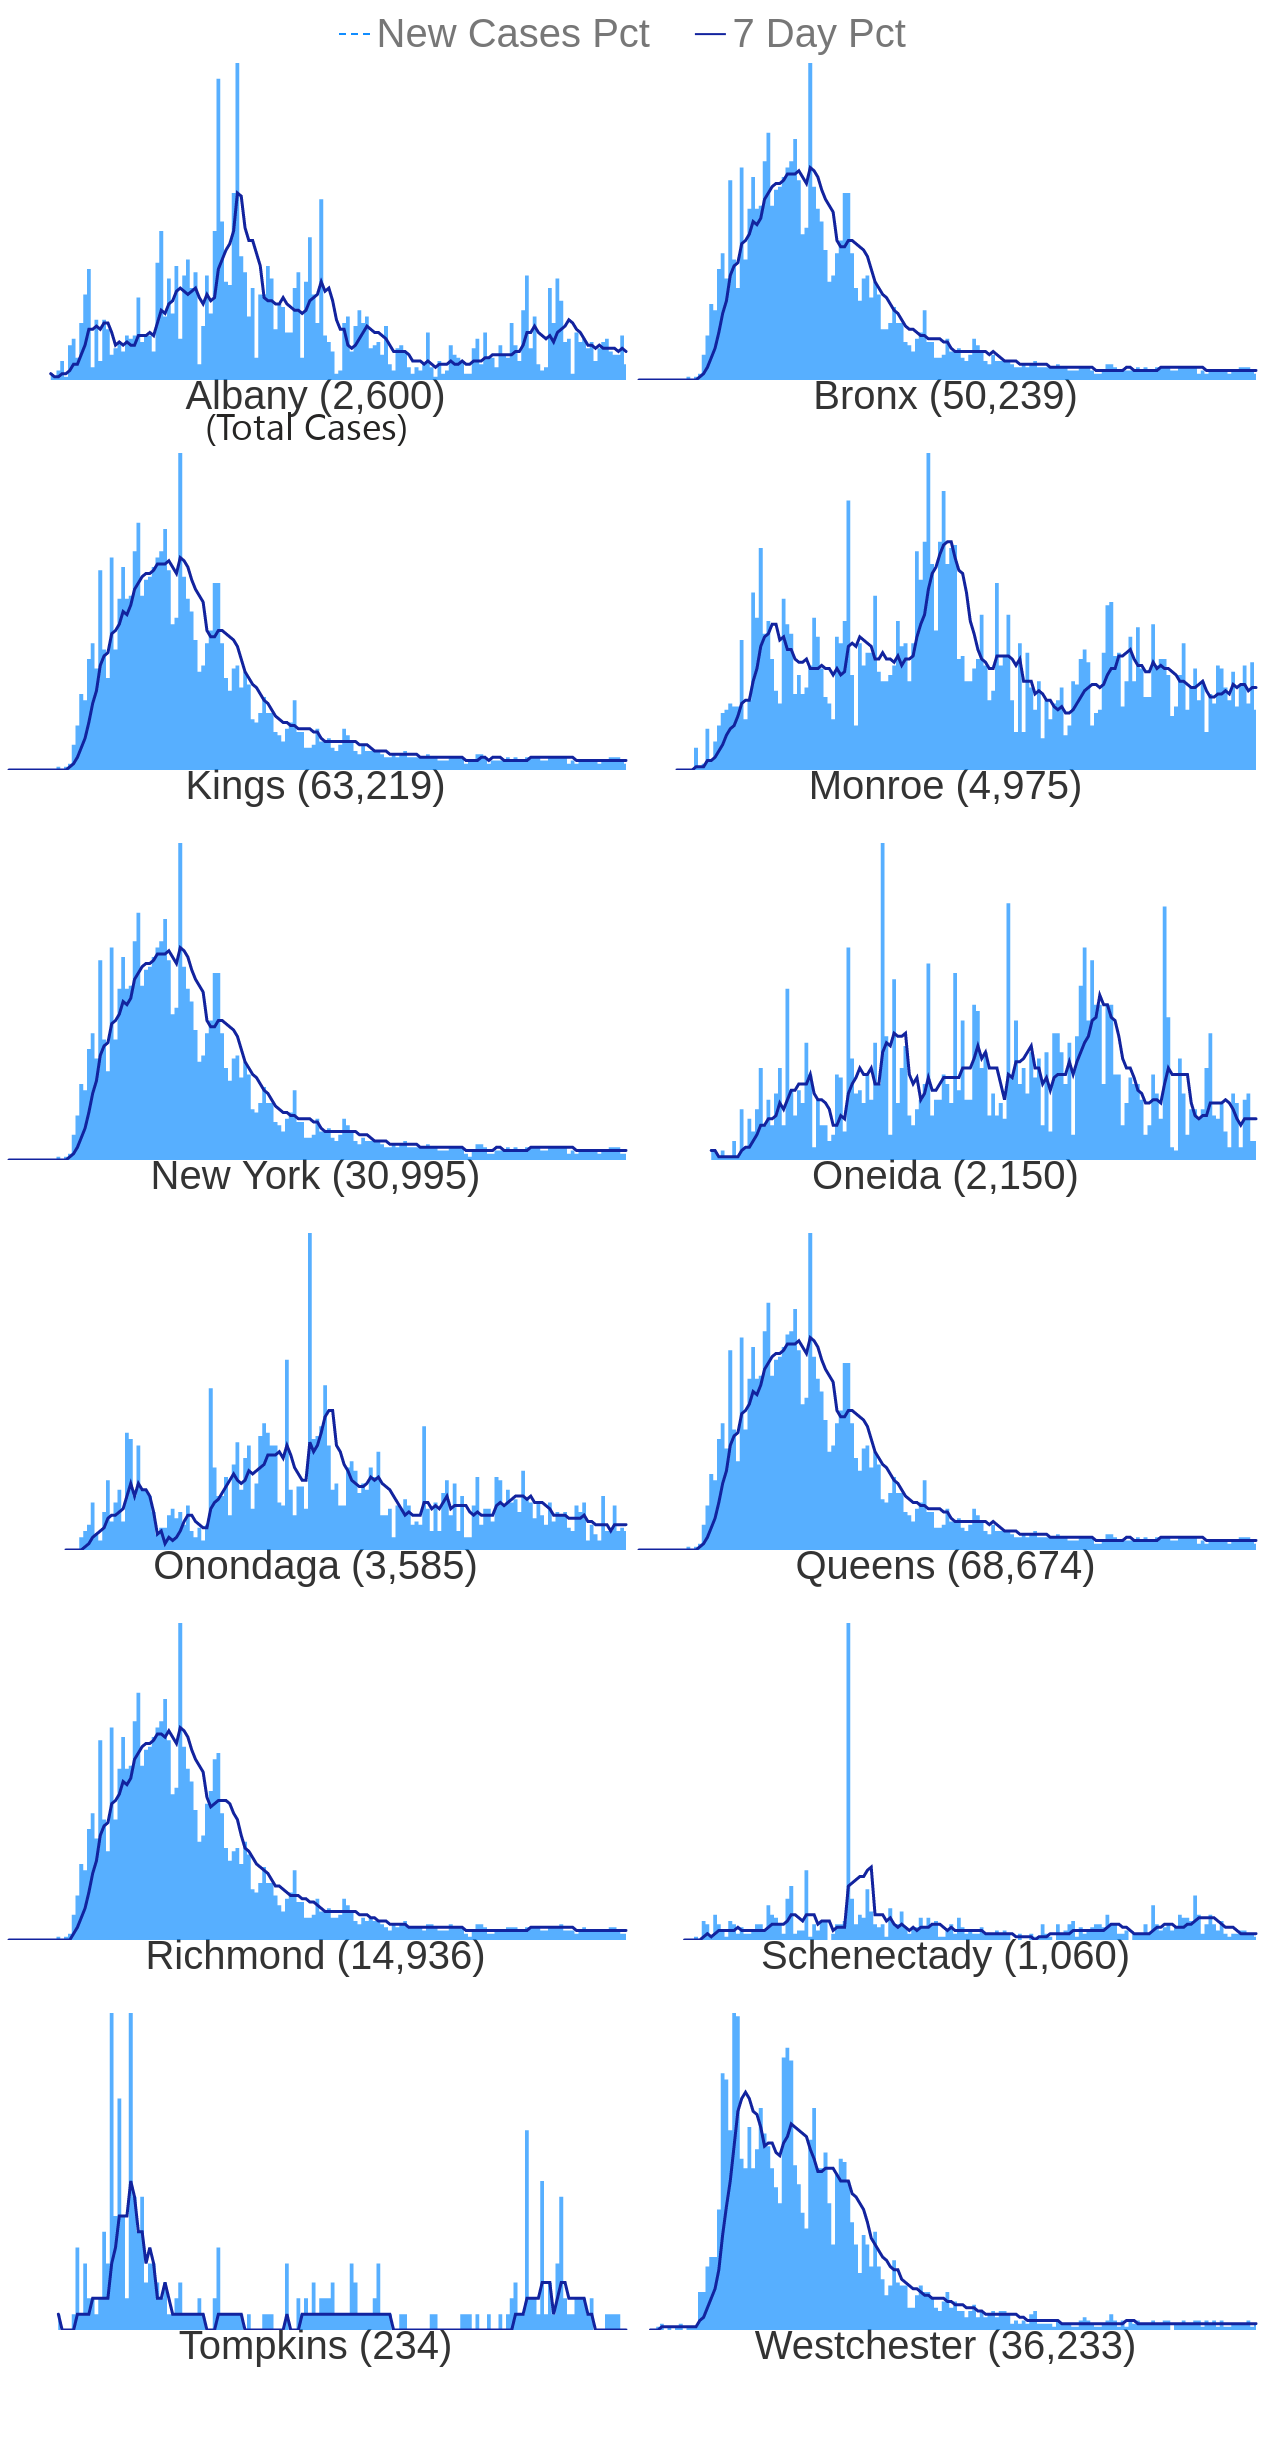 New Cases Pct 7 Day Pct
Albany (2,600) Bronx (50,239)
(Total Cases)
Kings (63,219) Monroe (4,975)
New York (30,995) Oneida (2,150)
Onondaga (3,585) Queens (68,674)
Richmond (14,936) Schenectady (1,060)
Tompkins (234) Westchester (36,233)